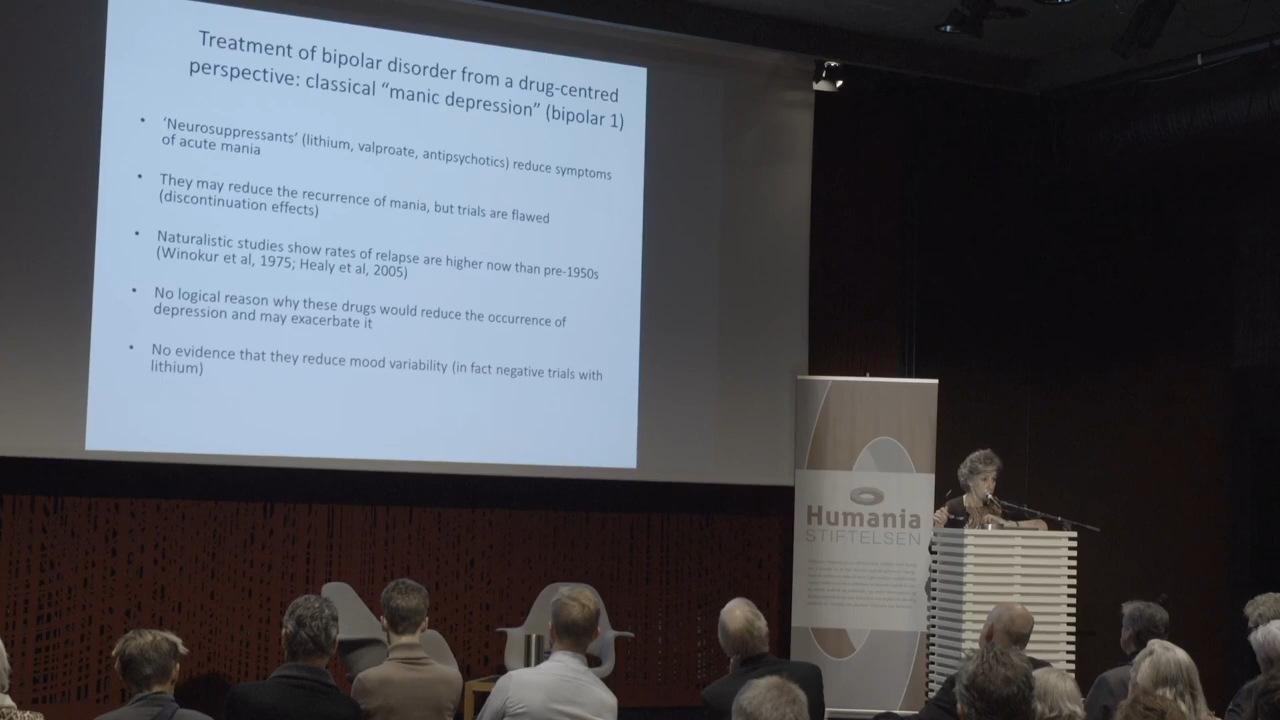 Treatment of bipolar disorder from a drug-centred
perspective: classical “manic depression” (bipolar 1)
• ‘Neurosuppressants’ (lithium, valproate, antipsychotics) reduce symptoms
of acute mania
• They may reduce the recurrence of mania, but trials are flawed
(discontinuation effects)
• Naturalistic studies show rates of relapse are higher now than pre-1950s
(Winokur et al, 1975; Healy et al, 2005)
• No logical reason why these drugs would reduce the occurrence of
depression and may exacerbate it
• No evidence that they reduce mood variability (in fact negative trials with
lithium)
Humania
STIFTELSEN